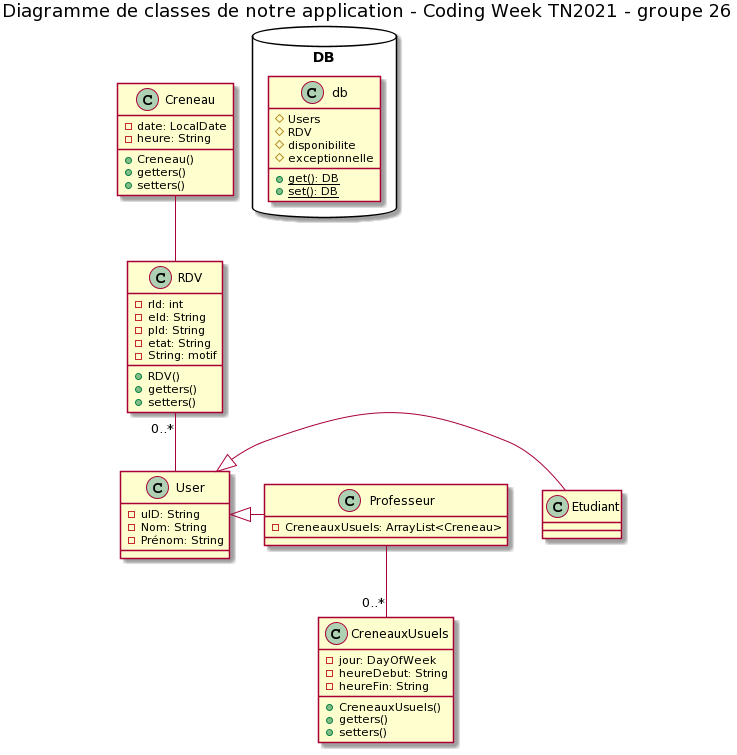 Diagramme de classes de notre application - Coding Week TN2021 - groupe 26
DB
C db
Users
RDV
disponibilite
exceptionnelle
get(): DB
set(): DB
C Creneau
date: LocalDate
heure: String
Creneau()
getters()
setters()
C RDV
rId: int
eId: String
pId: String
etat: String
String: motif
RDV()
getters()
setters()
0..*
C User
uID: String
Nom: String
Prénom: String
C Professeur
CreneauxUsuels: ArrayList<Creneau>
C Etudiant
0..*
C CreneauxUsuels
jour: DayOfWeek
heureDebut: String
heureFin: String
CreneauxUsuels()
getters()
setters()